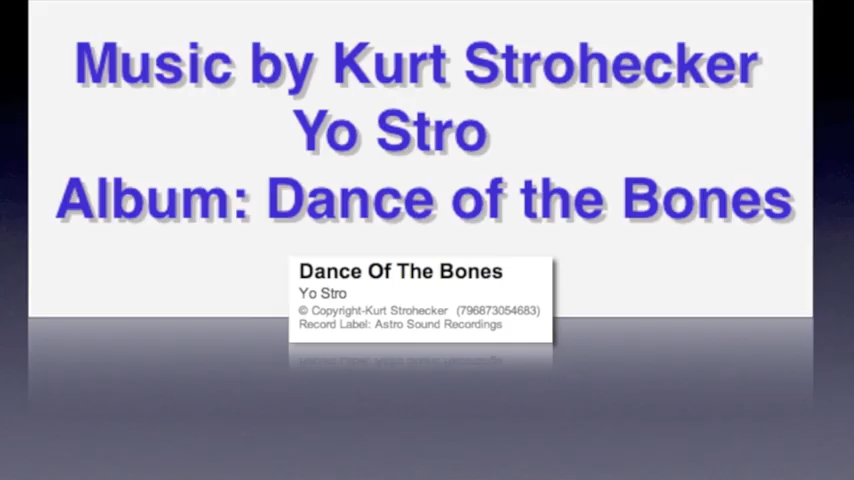 Music by Kurt Strohecker
Yo Stro
Album: Dance of the Bones
Dance Of The Bones
Yo Stro
© Copyright-Kurt Strohecker (796873054683)
Record Label: Astro Sound Recordings